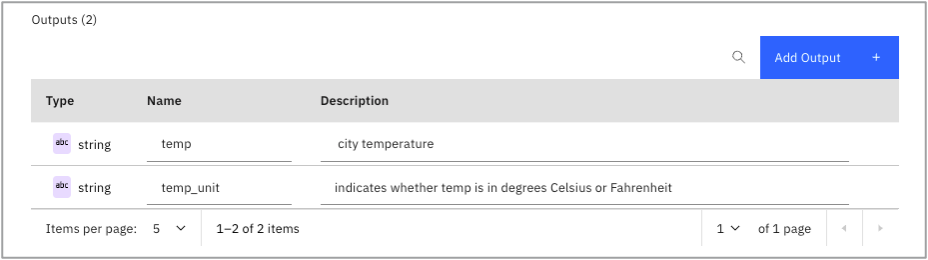 Outputs (2)
Add Output +
Type Name Description
abc string temp city temperature
abc string temp_unit indicates whether temp is in degrees Celsius or Fahrenheit
Items per page: 5 1–2 of 2 items 1 of 1 page